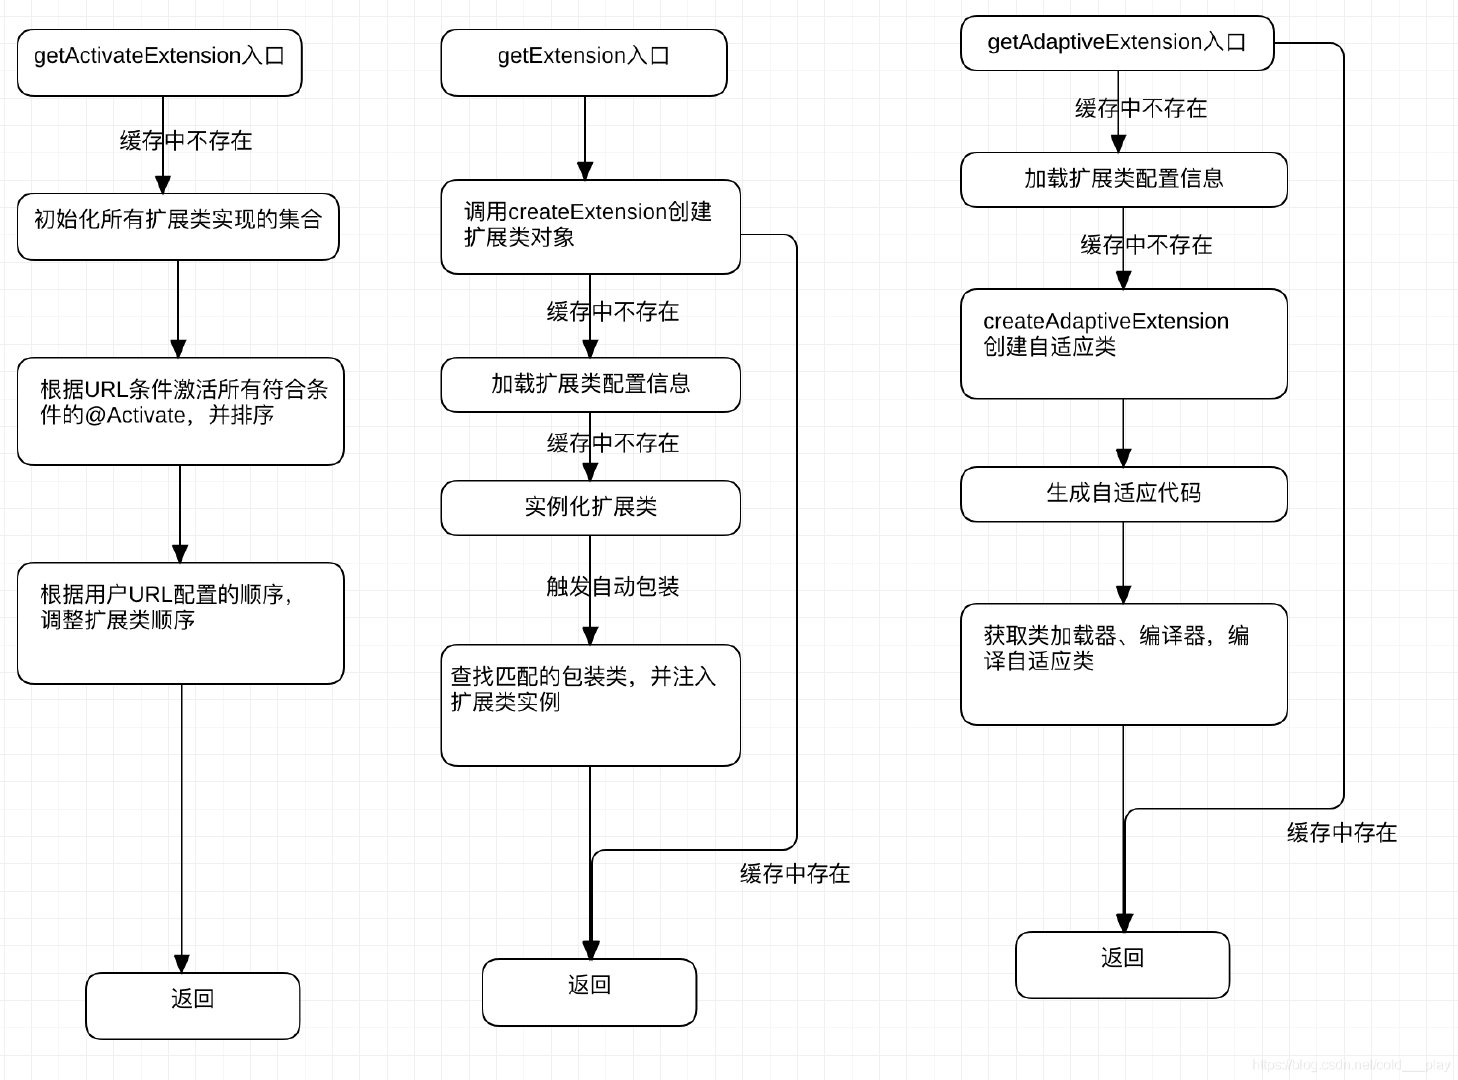 getActivateExtension入口
缓存中不存在
初始化所有扩展类实现的集合
根据URL条件激活所有符合条
件的@Activate，并排序
根据用户URL配置的顺序，
调整扩展类顺序
返回
getExtension入口
调用createExtension创建
扩展类对象
缓存中不存在
加载扩展类配置信息
缓存中不存在
实例化扩展类
触发自动包装
查找匹配的包装类，并注入
扩展类实例
缓存中存在
返回
getAdaptiveExtension入口
缓存中不存在
加载扩展类配置信息
缓存中不存在
createAdaptiveExtension
创建自适应类
生成自适应代码
获取类加载器、编译器，编
译自适应类
缓存中存在
返回
https://blog.csdn.net/cold___play